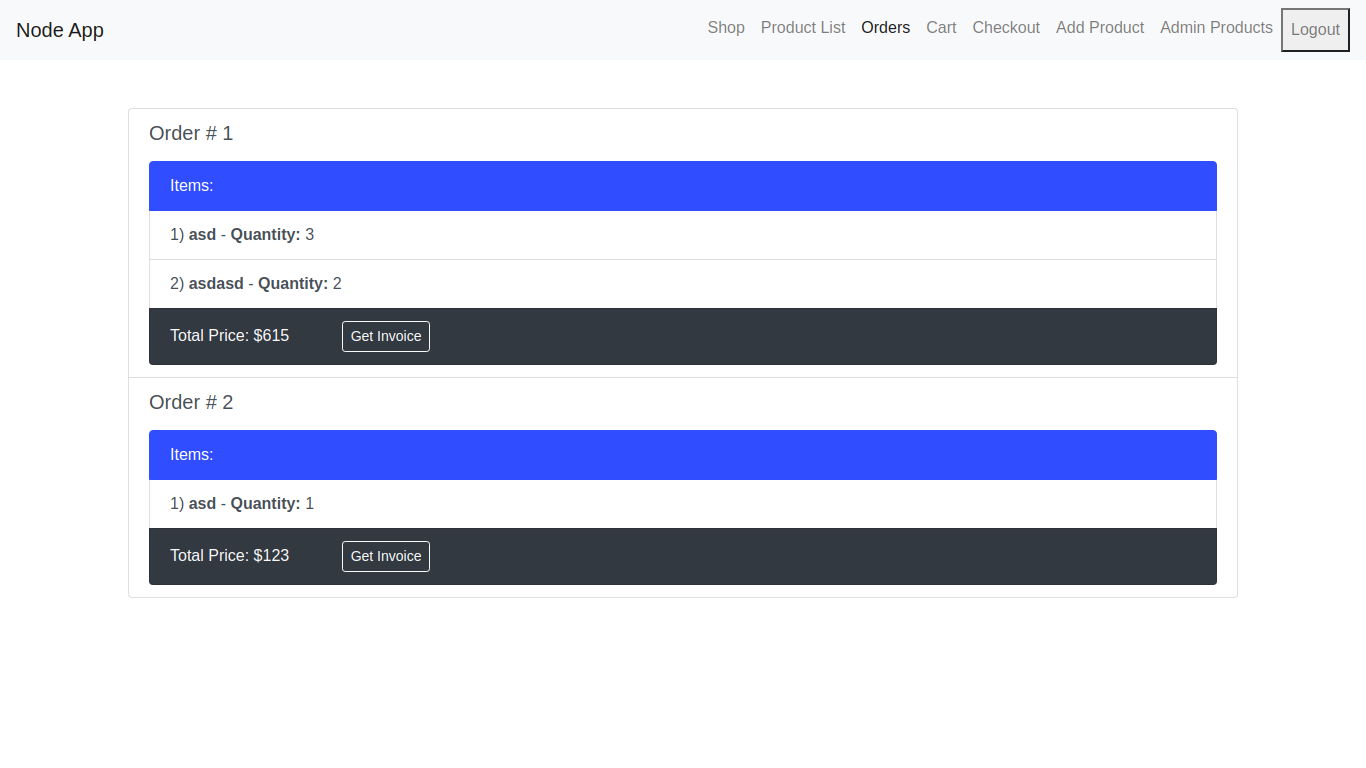 Node App
Shop Product List Orders Cart Checkout Add Product Admin Products Logout
Order # 1
Items:
1) asd - Quantity: 3
2) asdasd - Quantity: 2
Total Price: $615 Get Invoice
Order # 2
Items:
1) asd - Quantity: 1
Total Price: $123 Get Invoice